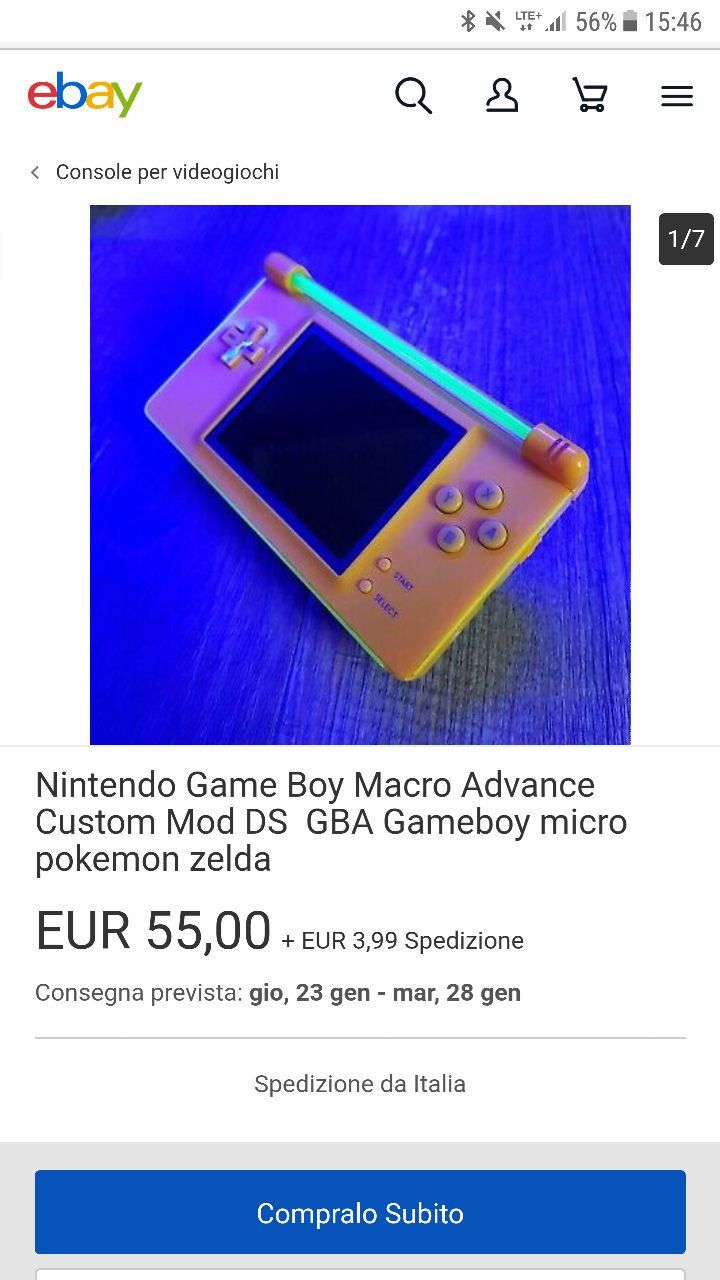 LTE+ 56% 15:46
ebay
Console per videogiochi
1/7
Y X
B A
START
SELECT
Nintendo Game Boy Macro Advance
Custom Mod DS  GBA Gameboy micro
pokemon zelda
EUR 55,00 + EUR 3,99 Spedizione
Consegna prevista: gio, 23 gen - mar, 28 gen
Spedizione da Italia
Compralo Subito